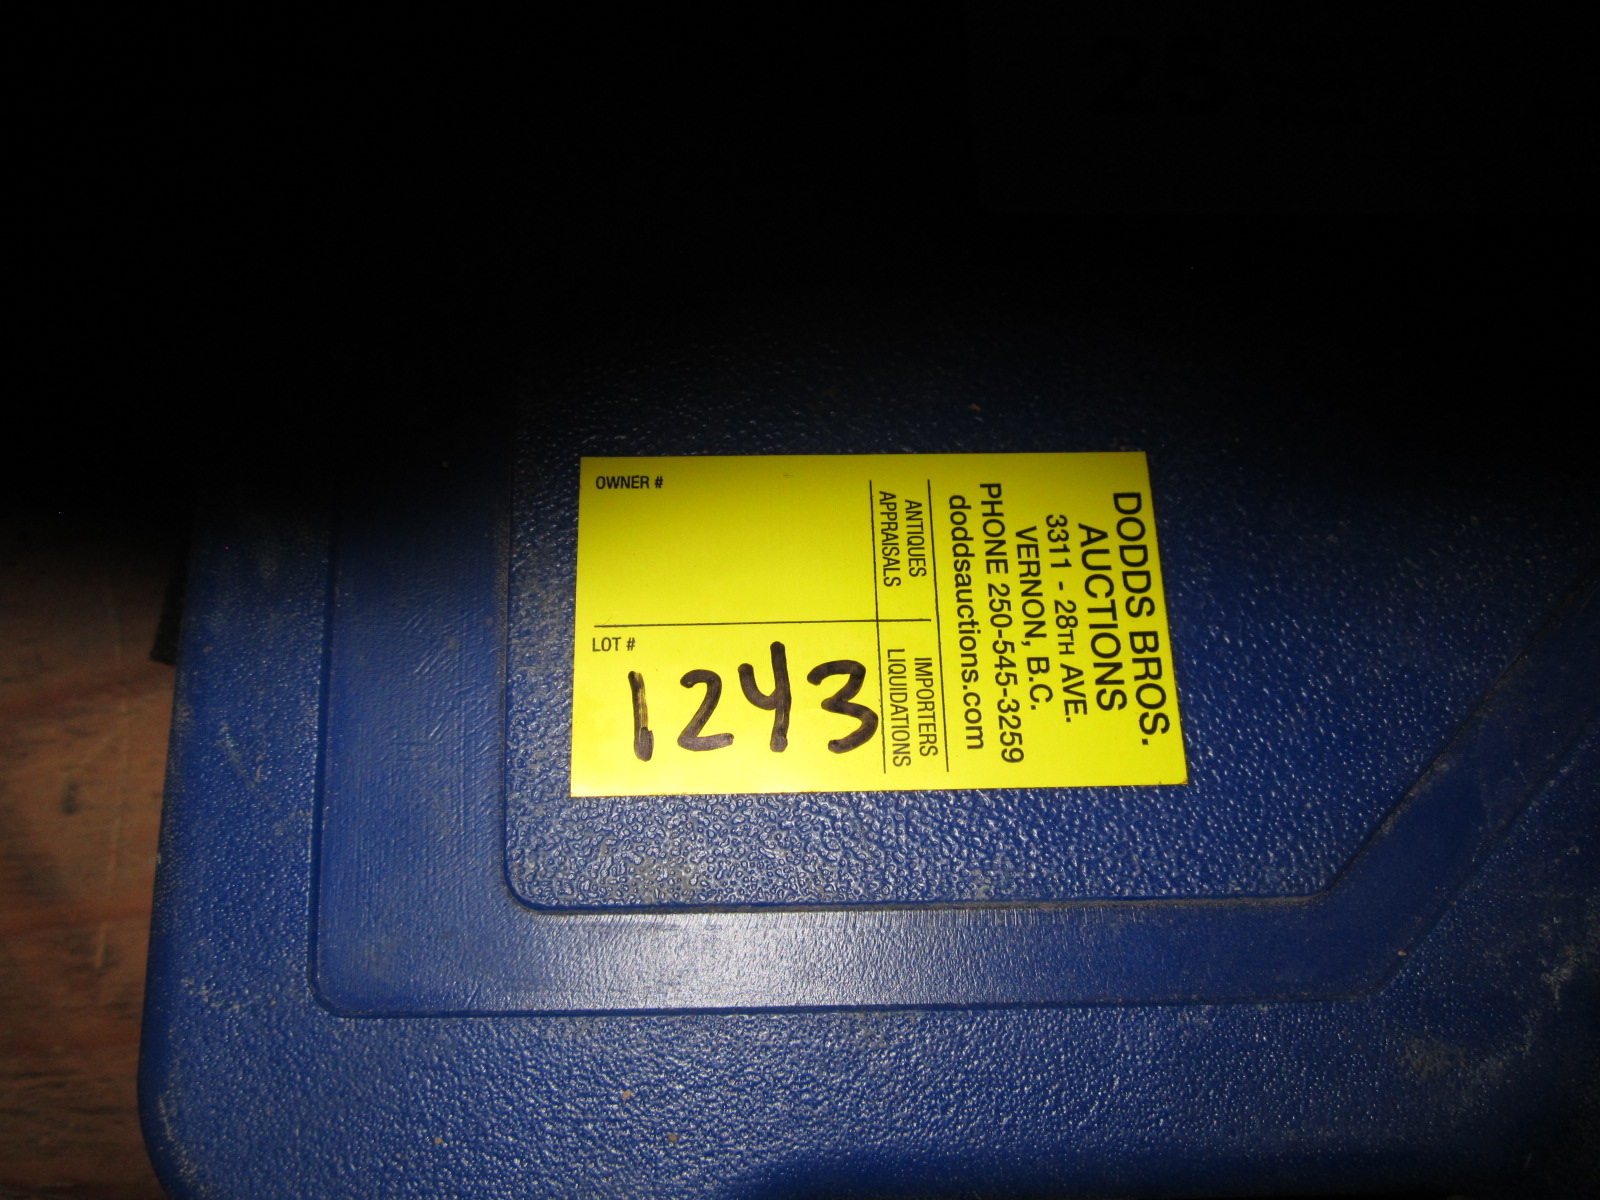 DODDS BROS.
AUCTIONS
3311 - 28TH AVE.
VERNON, B.C.
PHONE 250-545-3259
doddsauctions.com
ANTIQUES IMPORTERS
APPRAISALS LIQUIDATIONS
OWNER #
LOT #
1243